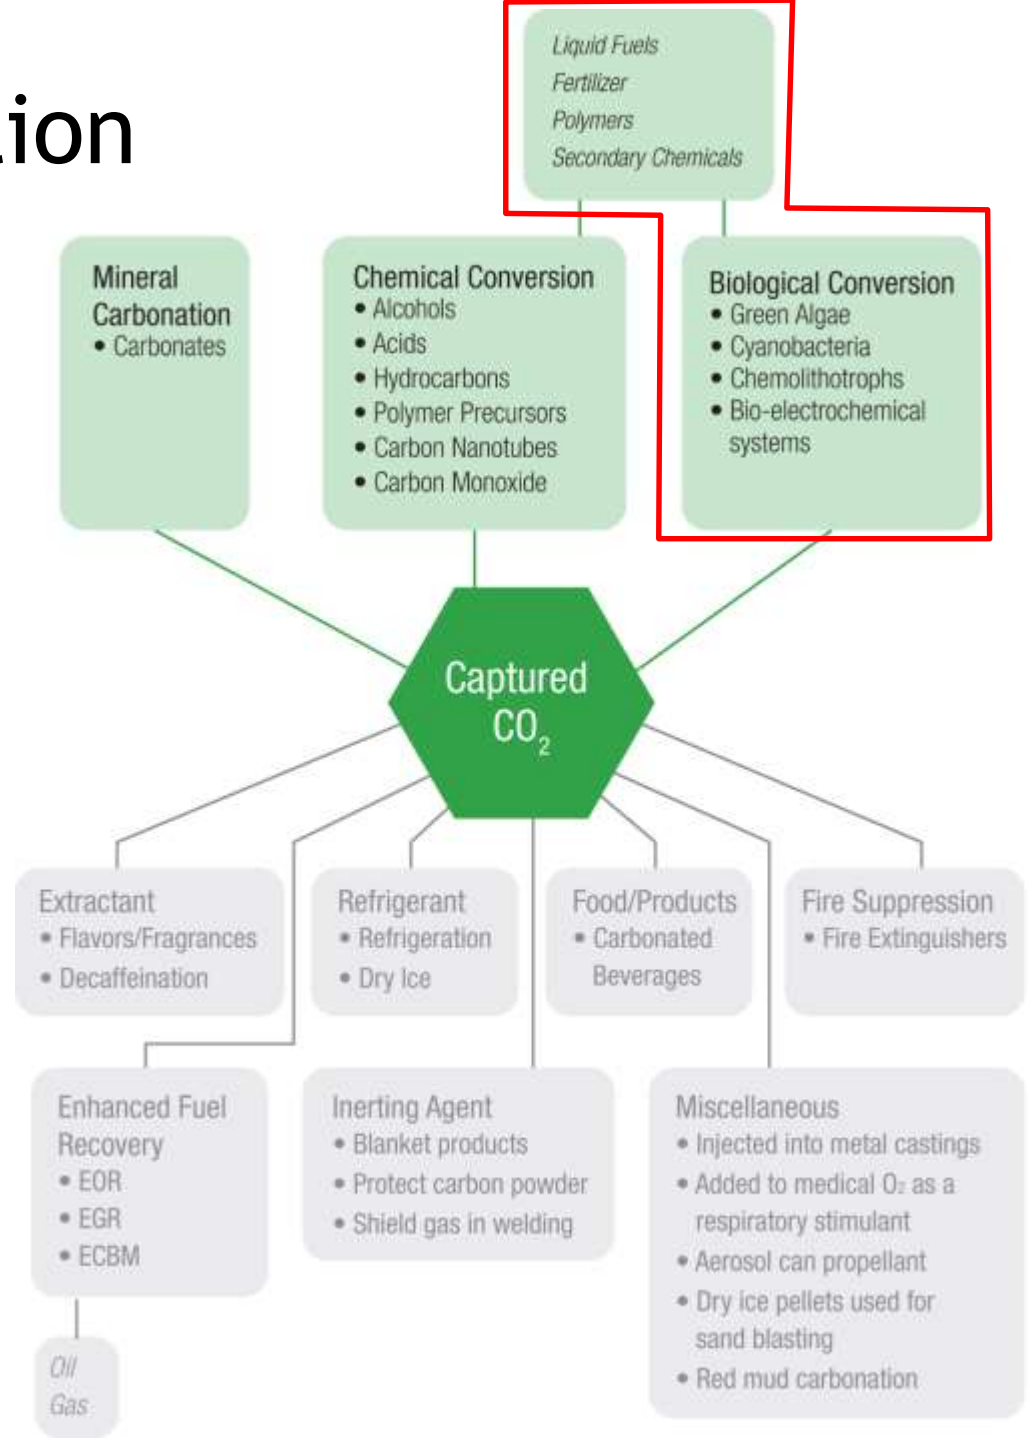 Liquid Fuels
Fertilizer
Polymers
Secondary Chemicals
ion
Mineral
Carbonation
• Carbonates
Chemical Conversion
• Alcohols
• Acids
• Hydrocarbons
• Polymer Precursors
• Carbon Nanotubes
• Carbon Monoxide
Biological Conversion
• Green Algae
• Cyanobacteria
• Chemolithotrophs
• Bio-electrochemical
systems
Captured
CO₂
Extractant
• Flavors/Fragrances
• Decaffeination
Refrigerant
• Refrigeration
• Dry Ice
Food/Products
• Carbonated
Beverages
Fire Suppression
• Fire Extinguishers
Enhanced Fuel
Recovery
• EOR
• EGR
• ECBM
Inerting Agent
• Blanket products
• Protect carbon powder
• Shield gas in welding
Miscellaneous
• Injected into metal castings
• Added to medical O₂ as a
respiratory stimulant
• Aerosol can propellant
• Dry ice pellets used for
sand blasting
• Red mud carbonation
Oil
Gas